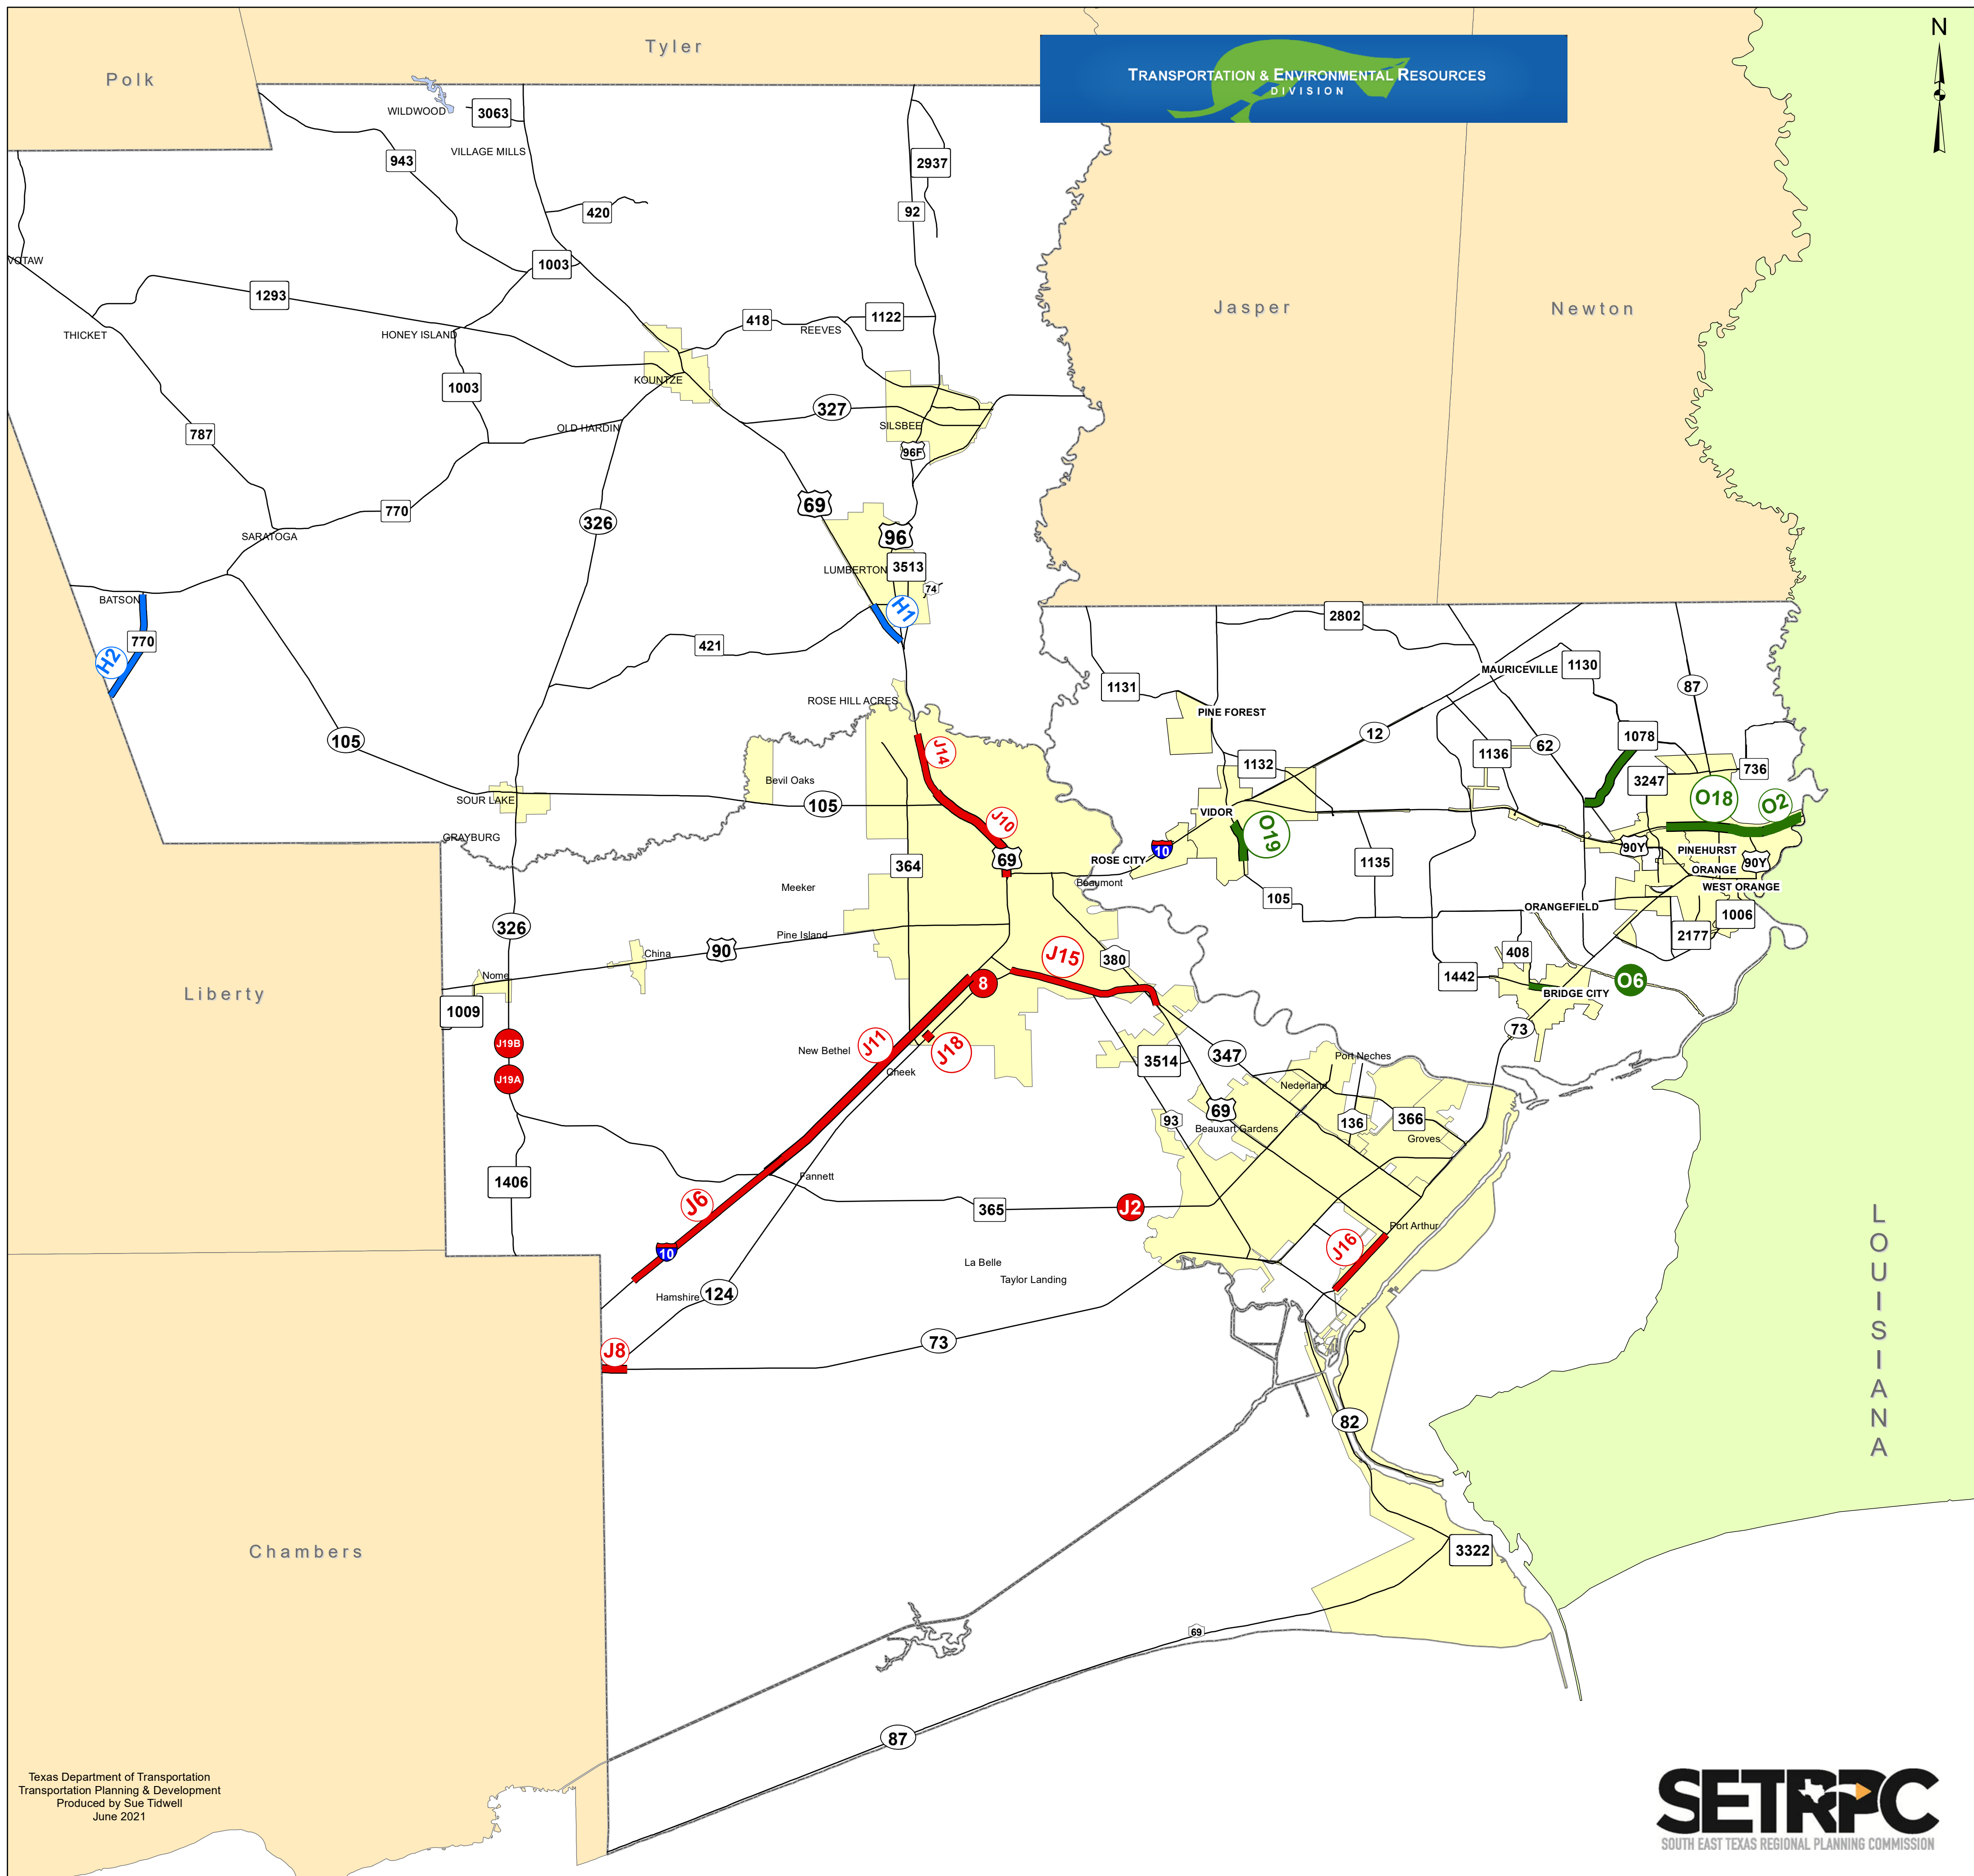 N
Tyler
Polk
TRANSPORTATION & ENVIRONMENTAL RESOURCES
DIVISION
WILDWOOD
3063
VILLAGE MILLS
943
2937
420
92
VOTAW
1003
1293
Jasper
Newton
THICKET
HONEY ISLAND
418
REEVES
1122
KOUNTZE
1003
327
SILSBEE
OLD HARDIN
787
96F
69
770
326
SARATOGA
96
LUMBERTON
3513
74
BATSON
H1
770
H2
421
2802
MAURICEVILLE
1130
1131
87
ROSE HILL ACRES
PINE FOREST
105
12
62
1078
1136
J14
1132
3247
736
Bevil Oaks
SOUR LAKE
105
O18
O2
VIDOR
J10
GRAYBURG
O19
10
90Y
PINEHURST
69
ROSE CITY
364
1135
90Y
ORANGE
Beaumont
Meeker
WEST ORANGE
105
ORANGEFIELD
1006
326
Pine Island
2177
90
China
J15
380
408
Nome
1442
8
O6
Liberty
BRIDGE CITY
1009
73
J19B
J11
New Bethel
J18
347
Port Neches
3514
Cheek
J19A
Nederland
69
93
136
366
Beauxart Gardens
Groves
Fannett
1406
J6
365
J2
Port Arthur
J16
10
La Belle
Taylor Landing
Hamshire
124
73
J8
LOUISIANA
82
Chambers
3322
69
87
Texas Department of Transportation
Transportation Planning & Development
Produced by Sue Tidwell
June 2021
SETRPC
SOUTH EAST TEXAS REGIONAL PLANNING COMMISSION